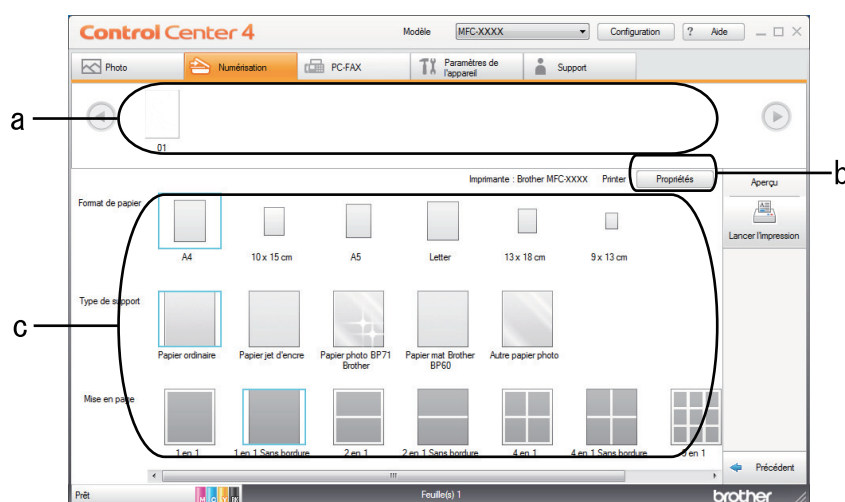 Control Center 4 Modèle MFC-XXXX Configuration ? Aide
Photo Numérisation PC-FAX Paramètres de l'appareil Support
a
01
b
Imprimante : Brother MFC-XXXX Printer Propriétés Aperçu
Format de papier
A4 10 x 15 cm A5 Letter 13 x 18 cm 9 x 13 cm
Lancer l'impression
Type de support
c
Papier ordinaire Papier jet d'encre Papier photo BP71 Brother Papier mat Brother BP60 Autre papier photo
Mise en page
1 en 1 1 en 1 Sans bordure 2 en 1 2 en 1 Sans bordure 4 en 1 4 en 1 Sans bordure 9 en 1
Précédent
Prêt M C Y BK Feuille(s) 1 brother